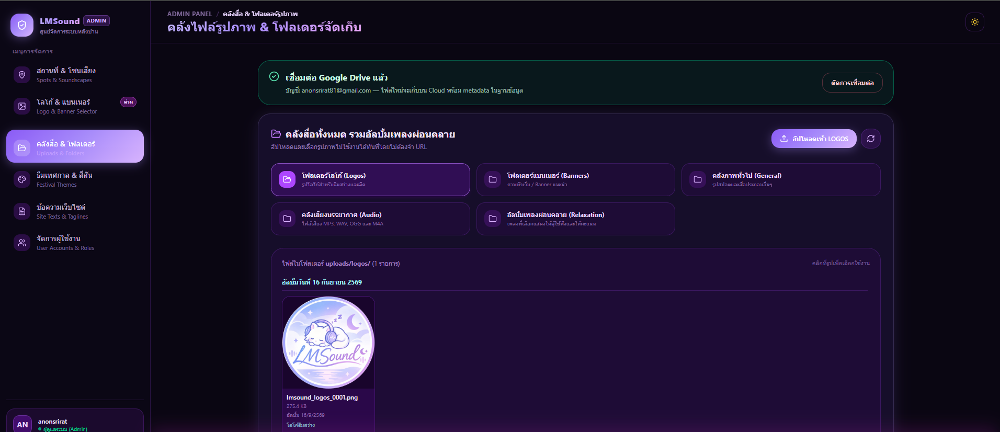 LMSound ADMIN
ศูนย์จัดการระบบหลังบ้าน
เมนูการจัดการ
สถานที่ & โซนเสียง
Spots & Soundscapes
โลโก้ & แบนเนอร์
ด่วน
Logo & Banner Selector
คลังสื่อ & โฟลเดอร์
Uploads & Folders
ธีมเทศกาล & สีสัน
Festival Themes
ข้อความเว็บไซต์
Site Texts & Taglines
จัดการผู้ใช้งาน
User Accounts & Roles
AN
anonsrirat
ผู้ดูแลระบบ (Admin)
ADMIN PANEL / คลังสื่อ & โฟลเดอร์รูปภาพ
คลังไฟล์รูปภาพ & โฟลเดอร์จัดเก็บ
เชื่อมต่อ Google Drive แล้ว
บัญชี: anonsrirat81@gmail.com — ไฟล์ใหม่จะเก็บบน Cloud พร้อม metadata ในฐานข้อมูล
ตัดการเชื่อมต่อ
คลังสื่อทั้งหมด รวมอัลบั้มเพลงผ่อนคลาย
อัปโหลดและเลือกรูปภาพไปใช้งานได้ทันทีโดยไม่ต้องจำ URL
อัปโหลดเข้า LOGOS
โฟลเดอร์โลโก้ (Logos)
รูปโลโก้สำหรับธีมสว่างและมืด
โฟลเดอร์แบนเนอร์ (Banners)
ภาพหัวเว็บ / Banner แนะนำ
คลังภาพทั่วไป (General)
รูปสปอตและสื่อประกอบอื่นๆ
คลังเสียงบรรยากาศ (Audio)
ไฟล์เสียง MP3, WAV, OGG และ M4A
อัลบั้มเพลงผ่อนคลาย (Relaxation)
เพลงที่เลือกแสดงให้ผู้ใช้ฟังและให้คะแนน
ไฟล์ในโฟลเดอร์ uploads/logos/ (1 รายการ)
คลิกที่รูปเพื่อเลือกใช้งาน
อัลบั้มวันที่ 16 กันยายน 2569
z z z
LMSound
lmsound_logos_0001.png
275.4 KB
อัลบั้ม 16/9/2569
โลโก้ธีมสว่าง